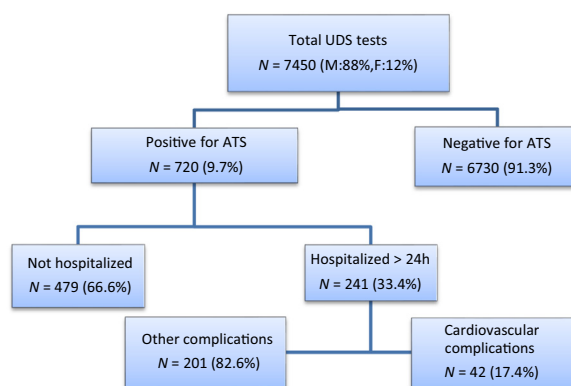 Total UDS tests
N = 7450 (M:88%,F:12%)
Positive for ATS
N = 720 (9.7%)
Negative for ATS
N = 6730 (91.3%)
Not hospitalized
N = 479 (66.6%)
Hospitalized > 24h
N = 241 (33.4%)
Other complications
N = 201 (82.6%)
Cardiovascular
complications
N = 42 (17.4%)